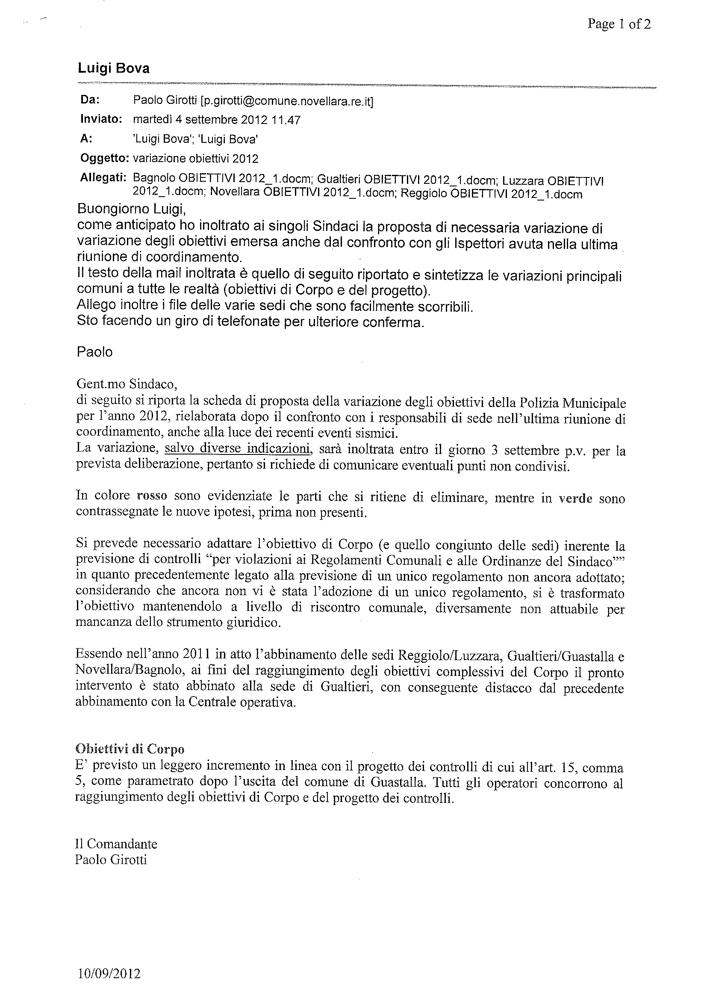 Page 1 of 2
Luigi Bova
Da: Paolo Girotti [p.girotti@comune.novellara.re.it]
Inviato: martedì 4 settembre 2012 11.47
A: 'Luigi Bova'; 'Luigi Bova'
Oggetto: variazione obiettivi 2012
Allegati: Bagnolo OBIETTIVI 2012_1.docm; Gualtieri OBIETTIVI 2012_1.docm; Luzzara OBIETTIVI
2012_1.docm; Novellara OBIETTIVI 2012_1.docm; Reggiolo OBIETTIVI 2012_1.docm
Buongiorno Luigi,
come anticipato ho inoltrato ai singoli Sindaci la proposta di necessaria variazione di
variazione degli obiettivi emersa anche dal confronto con gli Ispettori avuta nella ultima
riunione di coordinamento.
Il testo della mail inoltrata è quello di seguito riportato e sintetizza le variazioni principali
comuni a tutte le realtà (obiettivi di Corpo e del progetto).
Allego inoltre i file delle varie sedi che sono facilmente scorribili.
Sto facendo un giro di telefonate per ulteriore conferma.
Paolo
Gent.mo Sindaco,
di seguito si riporta la scheda di proposta della variazione degli obiettivi della Polizia Municipale
per l'anno 2012, rielaborata dopo il confronto con i responsabili di sede nell'ultima riunione di
coordinamento, anche alla luce dei recenti eventi sismici.
La variazione, salvo diverse indicazioni, sarà inoltrata entro il giorno 3 settembre p.v. per la
prevista deliberazione, pertanto si richiede di comunicare eventuali punti non condivisi.
In colore rosso sono evidenziate le parti che si ritiene di eliminare, mentre in verde sono
contrassegnate le nuove ipotesi, prima non presenti.
Si prevede necessario adattare l'obiettivo di Corpo (e quello congiunto delle sedi) inerente la
previsione di controlli “per violazioni ai Regolamenti Comunali e alle Ordinanze del Sindaco””
in quanto precedentemente legato alla previsione di un unico regolamento non ancora adottato;
considerando che ancora non vi è stata l'adozione di un unico regolamento, si è trasformato
l'obiettivo mantenendolo a livello di riscontro comunale, diversamente non attuabile per
mancanza dello strumento giuridico.
Essendo nell'anno 2011 in atto l'abbinamento delle sedi Reggiolo/Luzzara, Gualtieri/Guastalla e
Novellara/Bagnolo, ai fini del raggiungimento degli obiettivi complessivi del Corpo il pronto
intervento è stato abbinato alla sede di Gualtieri, con conseguente distacco dal precedente
abbinamento con la Centrale operativa.
Obiettivi di Corpo
E' previsto un leggero incremento in linea con il progetto dei controlli di cui all'art. 15, comma
5, come parametrato dopo l'uscita del comune di Guastalla. Tutti gli operatori concorrono al
raggiungimento degli obiettivi di Corpo e del progetto dei controlli.
Il Comandante
Paolo Girotti
10/09/2012